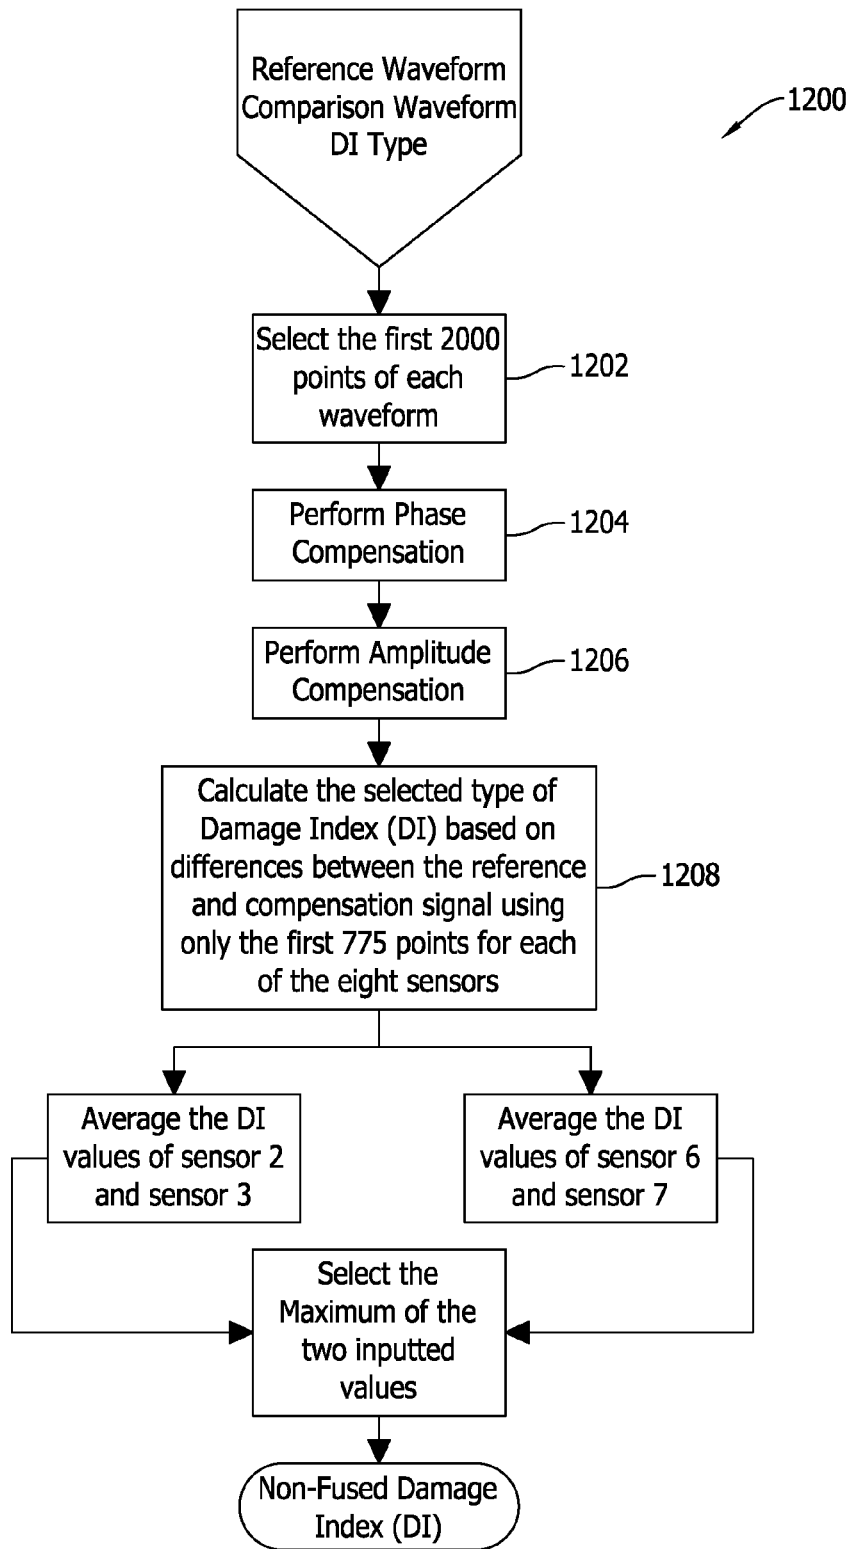 Reference Waveform
Comparison Waveform
DI Type
1200
Select the first 2000
points of each
waveform
1202
Perform Phase
Compensation
1204
Perform Amplitude
Compensation
1206
Calculate the selected type of
Damage Index (DI) based on
differences between the reference
and compensation signal using
only the first 775 points for each
of the eight sensors
1208
Average the DI
values of sensor 2
and sensor 3
Average the DI
values of sensor 6
and sensor 7
Select the
Maximum of the
two inputted
values
Non-Fused Damage
Index (DI)